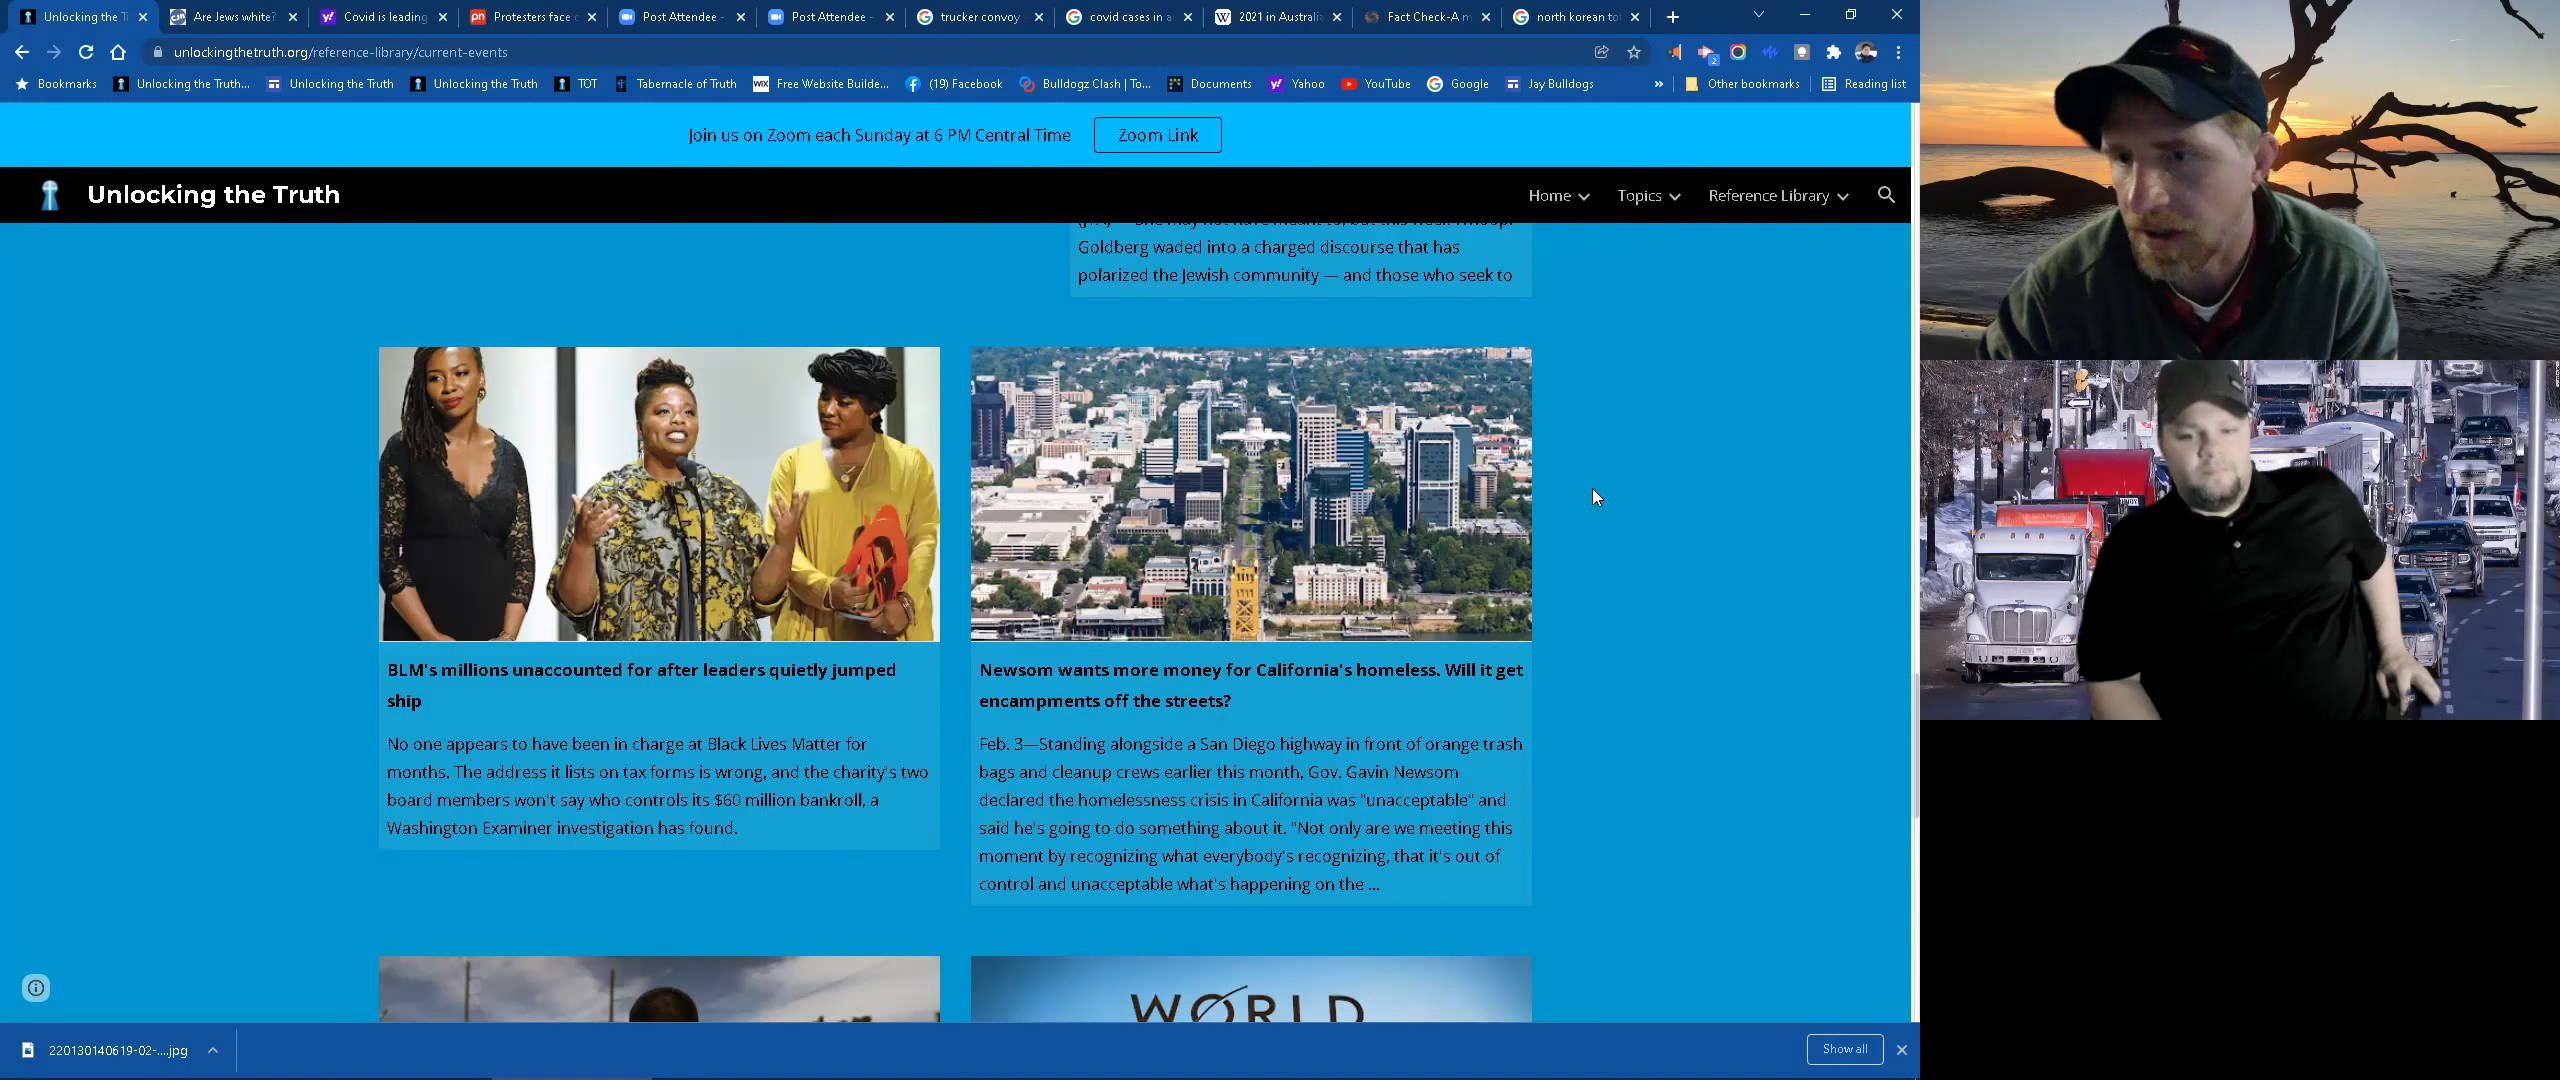 Unlocking the Tr
Are Jews white?
Covid is leading
Protesters face c
Post Attendee -
Post Attendee -
trucker convoy
covid cases in a
2021 in Australia
Fact Check-A m
north korean to
unlockingthetruth.org/reference-library/current-events
Bookmarks
Unlocking the Truth...
Unlocking the Truth
Unlocking the Truth
TOT
Tabernacle of Truth
WiX
Free Website Builde...
(19) Facebook
Bulldogz Clash | To...
Documents
Yahoo
YouTube
Google
Jay Bulldogs
»
Other bookmarks
Reading list
Join us on Zoom each Sunday at 6 PM Central Time
Zoom Link
Unlocking the Truth
Home
Topics
Reference Library
Goldberg waded into a charged discourse that has
polarized the Jewish community — and those who seek to
BLM's millions unaccounted for after leaders quietly jumped
ship
No one appears to have been in charge at Black Lives Matter for
months. The address it lists on tax forms is wrong, and the charity's two
board members won't say who controls its $60 million bankroll, a
Washington Examiner investigation has found.
Newsom wants more money for California's homeless. Will it get
encampments off the streets?
Feb. 3—Standing alongside a San Diego highway in front of orange trash
bags and cleanup crews earlier this month, Gov. Gavin Newsom
declared the homelessness crisis in California was "unacceptable" and
said he's going to do something about it. "Not only are we meeting this
moment by recognizing what everybody's recognizing, that it's out of
control and unacceptable what's happening on the ...
WORLD
220130140619-02-....jpg
Show all